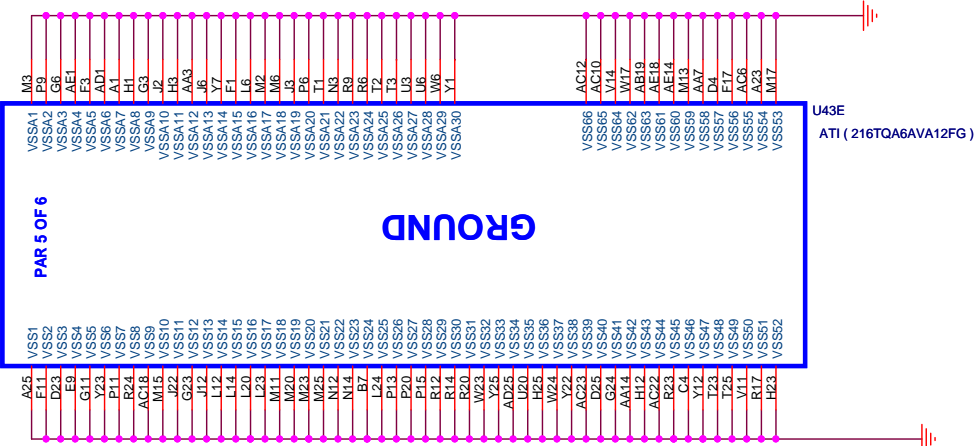 M3 P9 G6 AE1 F3 AD1 A1 H1 G3 J2 H3 AA3 J6 Y7 F1 L6 M2 M6 J3 P6 T1 N3 R9 R6 T2 T3 U3 U6 W6 Y1
AC12 AC10 V14 W17 AB19 AE18 AE14 M13 AA7 D4 F17 AC6 A23 M17
U43E
ATI ( 216TQA6AVA12FG )
VSSA1 VSSA2 VSSA3 VSSA4 VSSA5 VSSA6 VSSA7 VSSA8 VSSA9 VSSA10 VSSA11 VSSA12 VSSA13 VSSA14 VSSA15 VSSA16 VSSA17 VSSA18 VSSA19 VSSA20 VSSA21 VSSA22 VSSA23 VSSA24 VSSA25 VSSA26 VSSA27 VSSA28 VSSA29 VSSA30
VSS66 VSS65 VSS64 VSS62 VSS63 VSS61 VSS60 VSS59 VSS58 VSS57 VSS56 VSS55 VSS54 VSS53
PAR 5 OF 6
GROUND
VSS1 VSS2 VSS3 VSS4 VSS5 VSS6 VSS7 VSS8 VSS9 VSS10 VSS11 VSS12 VSS13 VSS14 VSS15 VSS16 VSS17 VSS18 VSS19 VSS20 VSS21 VSS22 VSS23 VSS24 VSS25 VSS26 VSS27 VSS28 VSS29 VSS30 VSS31 VSS32 VSS33 VSS34 VSS35 VSS36 VSS37 VSS38 VSS39 VSS40 VSS41 VSS42 VSS43 VSS44 VSS45 VSS46 VSS47 VSS48 VSS49 VSS50 VSS51 VSS52
A25 F11 D23 E9 G11 Y23 P11 R24 AC18 M15 J22 G23 J12 L12 L14 L20 L23 M11 M20 M23 M25 N12 N14 B7 L24 P13 P20 P15 R12 R14 R20 W23 Y25 AD25 U20 H25 W24 Y22 AC23 D25 G24 AA14 H12 AC22 R23 C4 Y12 T23 T25 V11 R17 H23